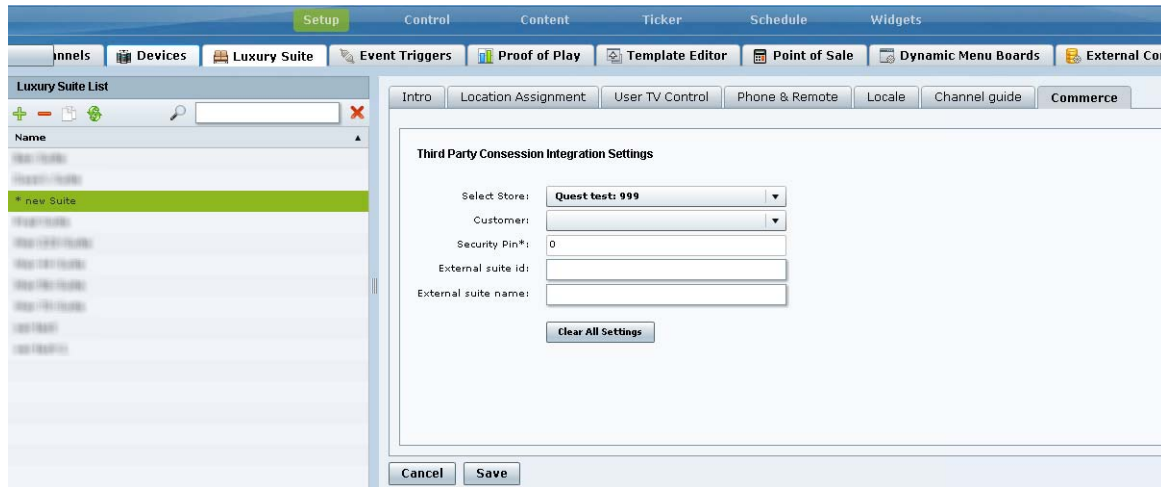 Setup Control Content Ticker Schedule Widgets
nnels Devices Luxury Suite Event Triggers Proof of Play Template Editor Point of Sale Dynamic Menu Boards External Co
Luxury Suite List
Name
* new Suite
Intro Location Assignment User TV Control Phone & Remote Locale Channel guide Commerce
Third Party Consession Integration Settings
Select Store: Quest test: 999
Customer:
Security Pin*: 0
External suite id:
External suite name:
Clear All Settings
Cancel Save